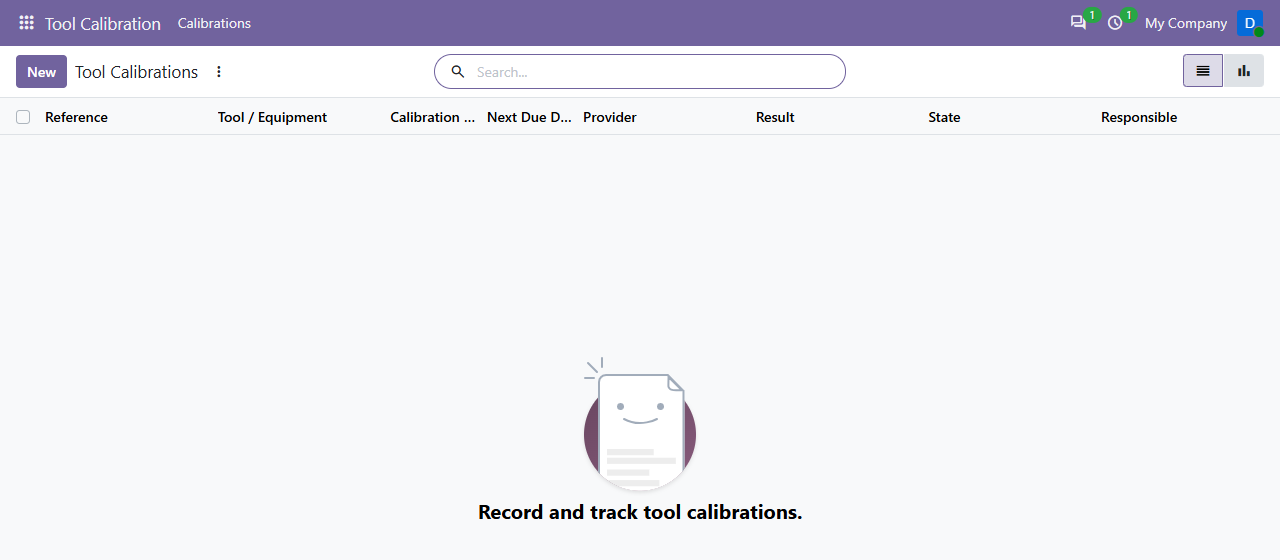 Tool Calibration Calibrations 1 1 My Company D
New Tool Calibrations Search...
Reference Tool / Equipment Calibration ... Next Due D... Provider Result State Responsible
Record and track tool calibrations.